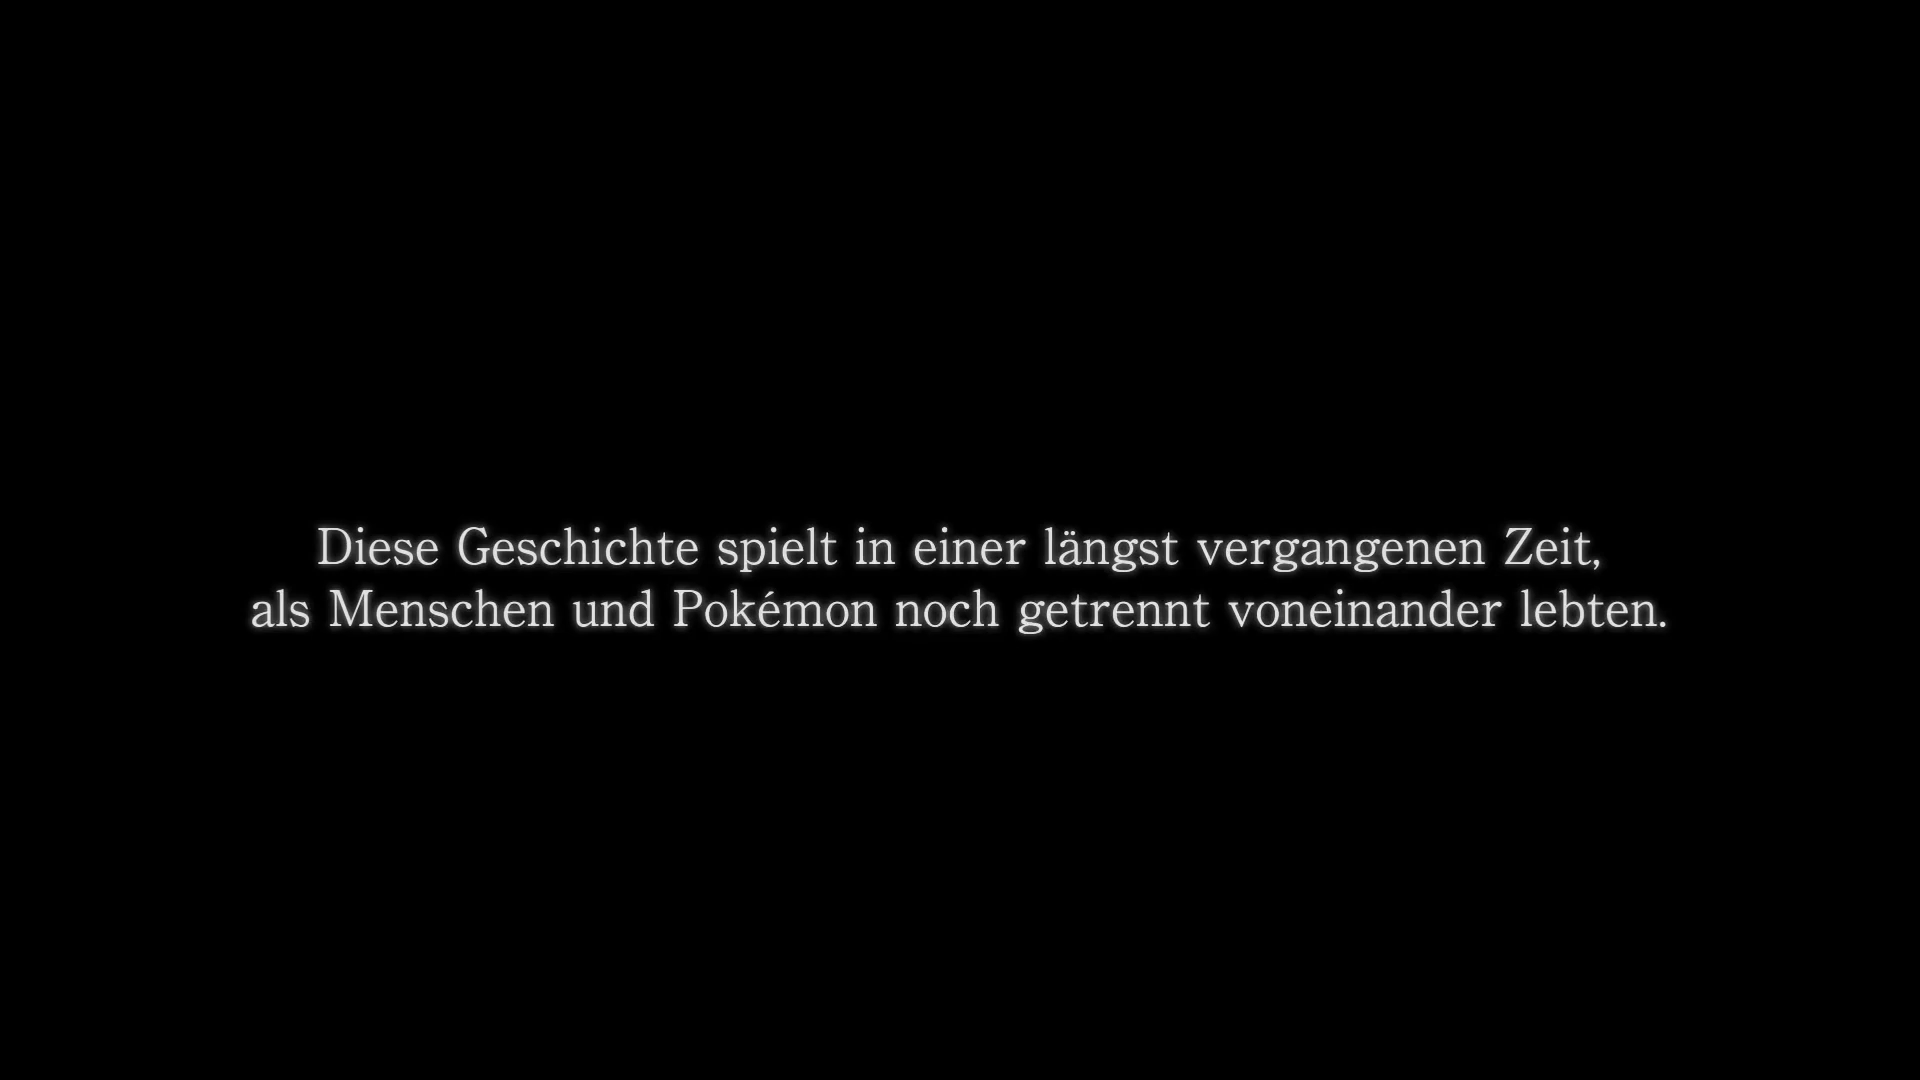 Diese Geschichte spielt in einer längst vergangenen Zeit,
als Menschen und Pokémon noch getrennt voneinander lebten.